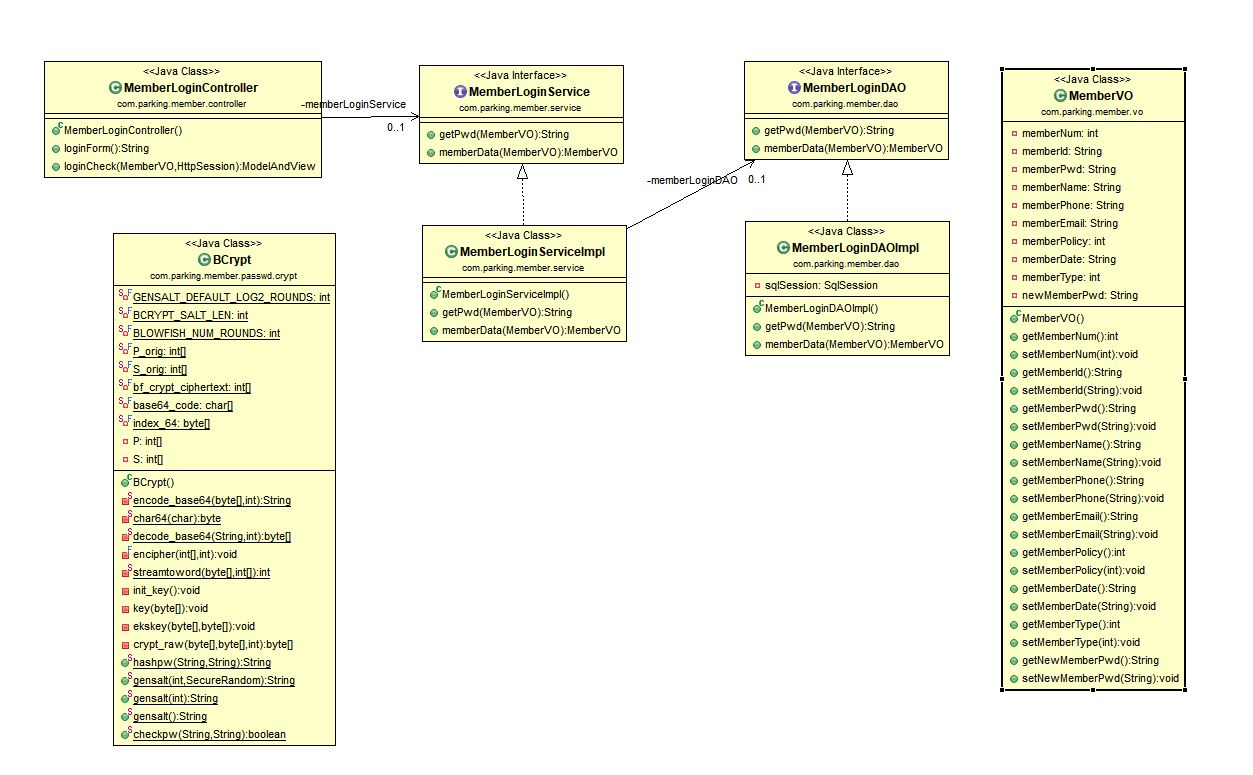 <<Java Class>>
MemberLoginController
com.parking.member.controller
MemberLoginController()
loginForm():String
loginCheck(MemberVO,HttpSession):ModelAndView
-memberLoginService
0..1
<<Java Interface>>
MemberLoginService
com.parking.member.service
getPwd(MemberVO):String
memberData(MemberVO):MemberVO
<<Java Interface>>
MemberLoginDAO
com.parking.member.dao
getPwd(MemberVO):String
memberData(MemberVO):MemberVO
-memberLoginDAO
0..1
<<Java Class>>
MemberLoginServiceImpl
com.parking.member.service
MemberLoginServiceImpl()
getPwd(MemberVO):String
memberData(MemberVO):MemberVO
<<Java Class>>
MemberLoginDAOImpl
com.parking.member.dao
sqlSession: SqlSession
MemberLoginDAOImpl()
getPwd(MemberVO):String
memberData(MemberVO):MemberVO
<<Java Class>>
BCrypt
com.parking.member.passwd.crypt
GENSALT_DEFAULT_LOG2_ROUNDS: int
BCRYPT_SALT_LEN: int
BLOWFISH_NUM_ROUNDS: int
P_orig: int[]
S_orig: int[]
bf_crypt_ciphertext: int[]
base64_code: char[]
index_64: byte[]
P: int[]
S: int[]
BCrypt()
encode_base64(byte[],int):String
char64(char):byte
decode_base64(String,int):byte[]
encipher(int[],int):void
streamtoword(byte[],int[]):int
init_key():void
key(byte[]):void
ekskey(byte[],byte[]):void
crypt_raw(byte[],byte[],int):byte[]
hashpw(String,String):String
gensalt(int,SecureRandom):String
gensalt(int):String
gensalt():String
checkpw(String,String):boolean
<<Java Class>>
MemberVO
com.parking.member.vo
memberNum: int
memberId: String
memberPwd: String
memberName: String
memberPhone: String
memberEmail: String
memberPolicy: int
memberDate: String
memberType: int
newMemberPwd: String
MemberVO()
getMemberNum():int
setMemberNum(int):void
getMemberId():String
setMemberId(String):void
getMemberPwd():String
setMemberPwd(String):void
getMemberName():String
setMemberName(String):void
getMemberPhone():String
setMemberPhone(String):void
getMemberEmail():String
setMemberEmail(String):void
getMemberPolicy():int
setMemberPolicy(int):void
getMemberDate():String
setMemberDate(String):void
getMemberType():int
setMemberType(int):void
getNewMemberPwd():String
setNewMemberPwd(String):void